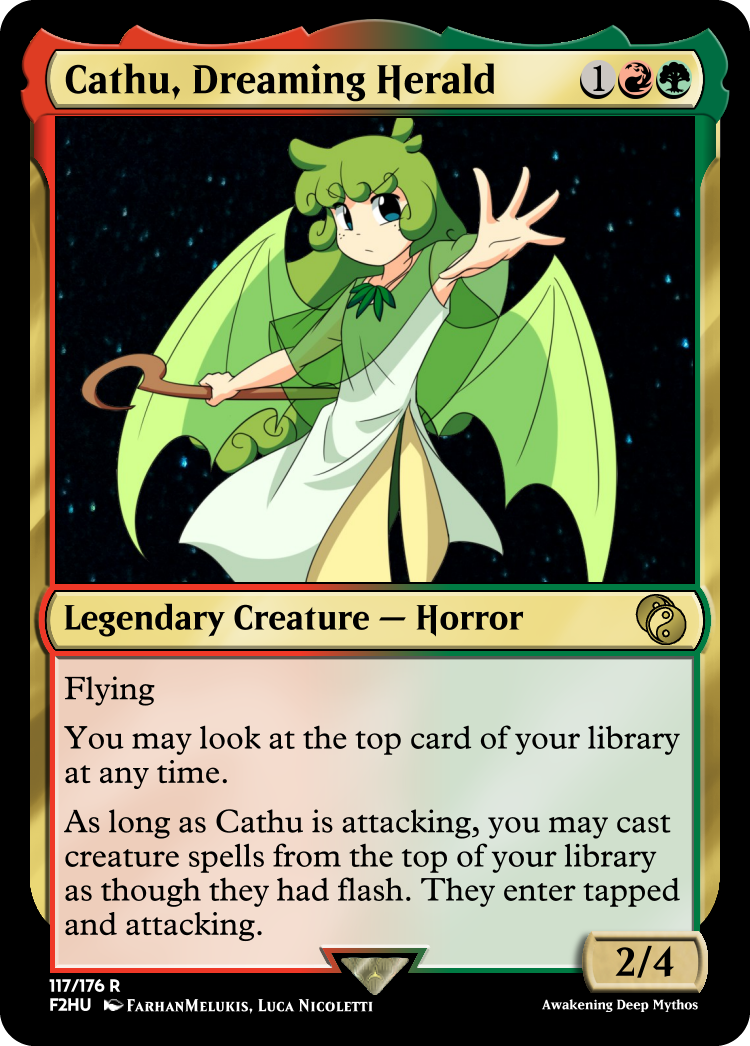 Cathu, Dreaming Herald 1
Legendary Creature — Horror
Flying
You may look at the top card of your library
at any time.
As long as Cathu is attacking, you may cast
creature spells from the top of your library
as though they had flash. They enter tapped
and attacking.
2/4
117/176 R
F2HU FarhanMelukis, Luca Nicoletti
Awakening Deep Mythos